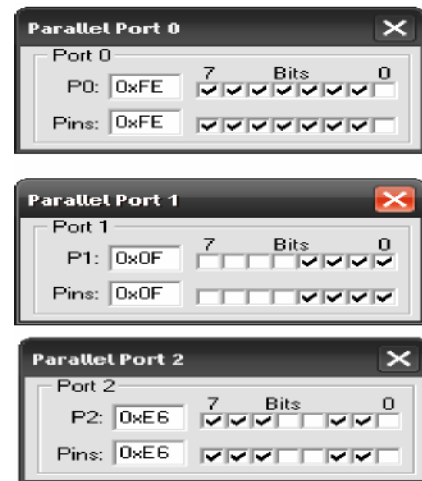 Parallel Port 0
Port 0
7 Bits 0
P0: 0xFE
Pins: 0xFE
Parallel Port 1
Port 1
7 Bits 0
P1: 0x0F
Pins: 0x0F
Parallel Port 2
Port 2
7 Bits 0
P2: 0xE6
Pins: 0xE6